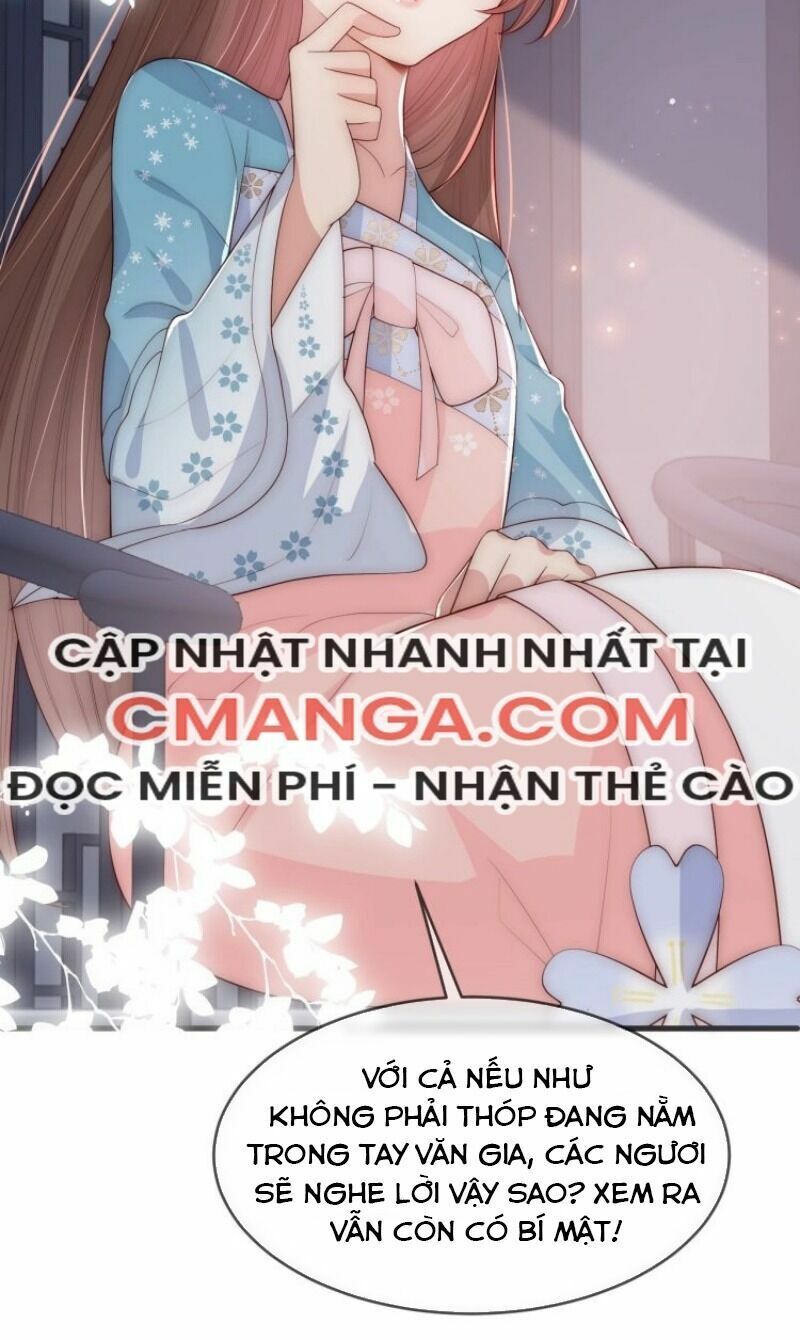 CẬP NHẬT NHANH NHẤT TẠI
CMANGA.COM
ĐỌC MIỄN PHÍ - NHẬN THẺ CÀO
VỚI CẢ NẾU NHƯ
KHÔNG PHẢI THÓP ĐANG NẰM
TRONG TAY VĂN GIA, CÁC NGƯƠI
SẼ NGHE LỜI VẬY SAO? XEM RA
VẪN CÒN CÓ BÍ MẬT!